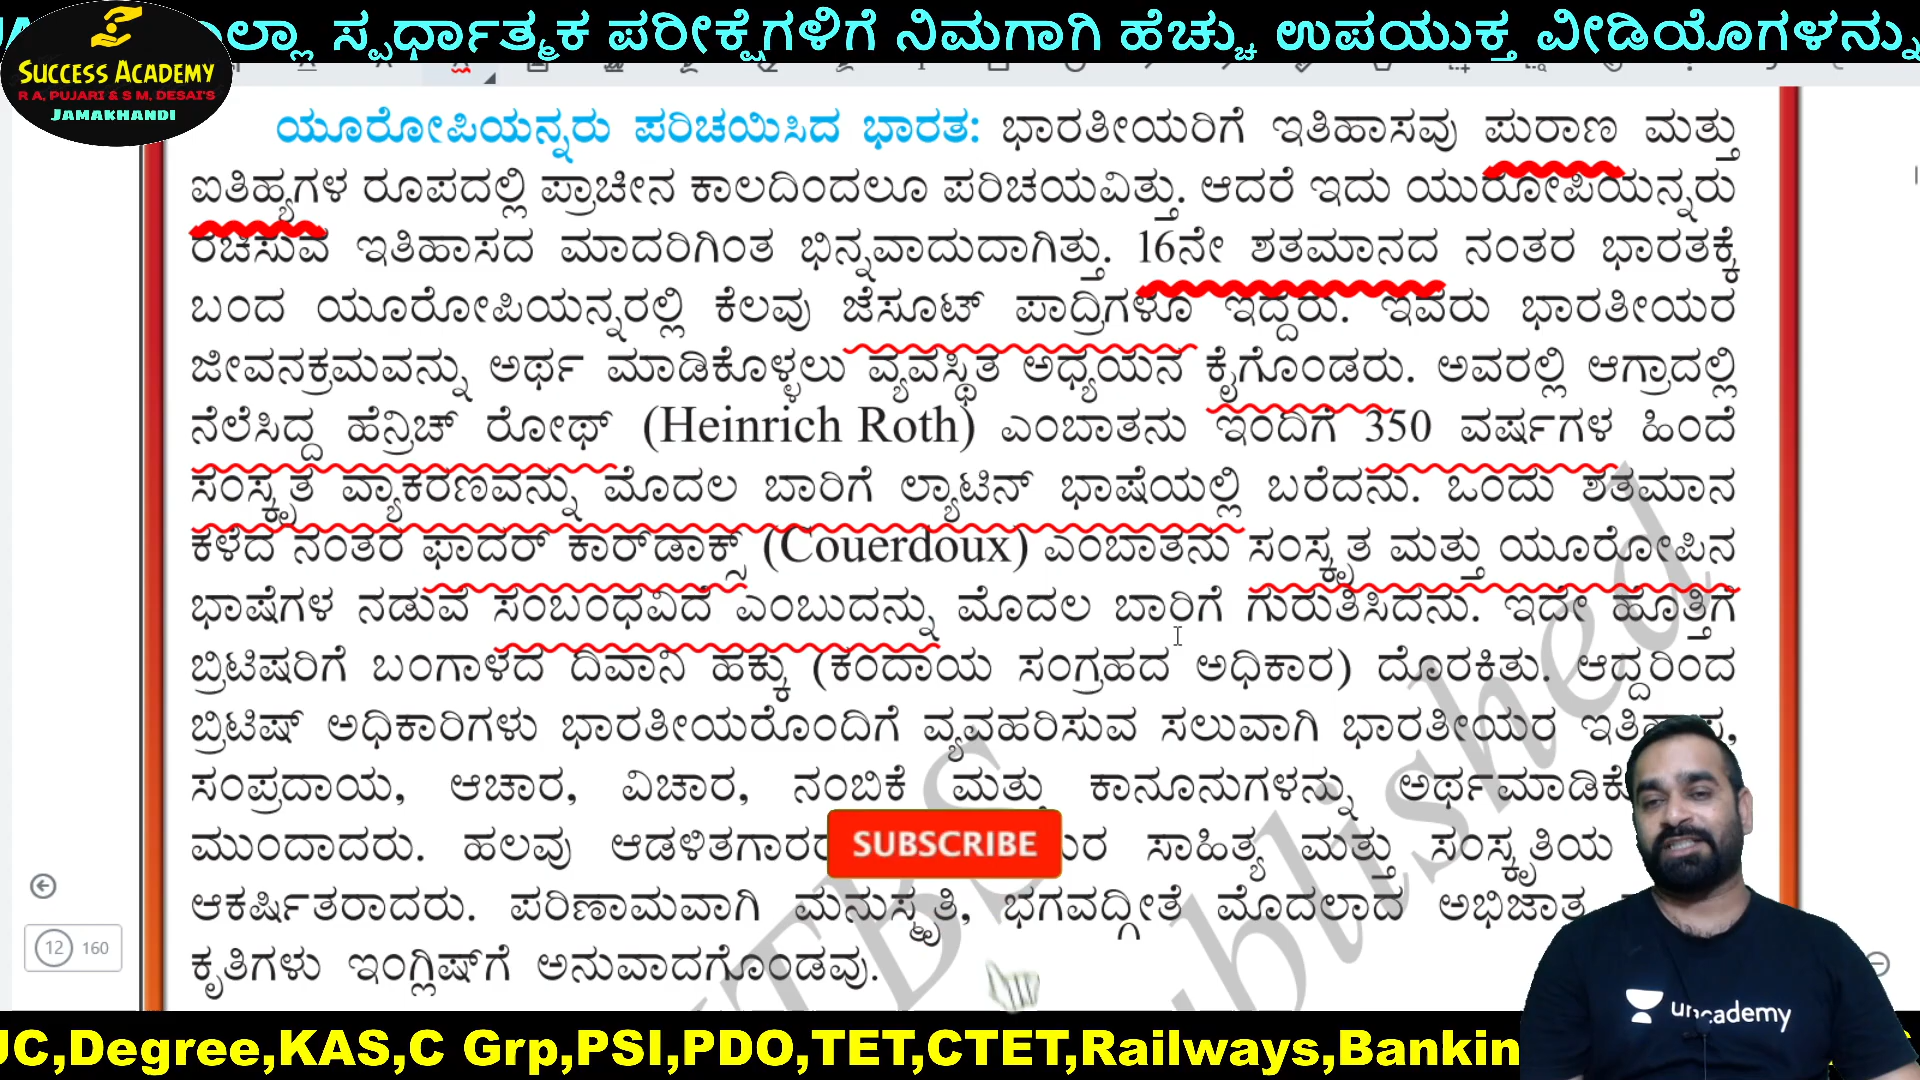 ಲ್ಲಾ ಸ್ಪರ್ಧಾತ್ಮಕ ಪರೀಕ್ಷೆಗಳಿಗೆ ನಿಮಗಾಗಿ ಹೆಚ್ಚು ಉಪಯುಕ್ತ ವೀಡಿಯೊಗಳನ್ನು
SUCCESS ACADEMY
R A, PUJARI & S M, DESAI'S
JAMAKHANDI
ಯೂರೋಪಿಯನ್ನರು ಪರಿಚಯಿಸಿದ ಭಾರತ: ಭಾರತೀಯರಿಗೆ ಇತಿಹಾಸವು ಪುರಾಣ ಮತ್ತು
ಐತಿಹ್ಯಗಳ ರೂಪದಲ್ಲಿ ಪ್ರಾಚೀನ ಕಾಲದಿಂದಲೂ ಪರಿಚಯವಿತ್ತು. ಆದರೆ ಇದು ಯುರೋಪಿಯನ್ನರು
ರಚಿಸುವ ಇತಿಹಾಸದ ಮಾದರಿಗಿಂತ ಭಿನ್ನವಾದುದಾಗಿತ್ತು. 16ನೇ ಶತಮಾನದ ನಂತರ ಭಾರತಕ್ಕೆ
ಬಂದ ಯೂರೋಪಿಯನ್ನರಲ್ಲಿ ಕೆಲವು ಜೆಸೂಟ್ ಪಾದ್ರಿಗಳೂ ಇದ್ದರು. ಇವರು ಭಾರತೀಯರ
ಜೀವನಕ್ರಮವನ್ನು ಅರ್ಥ ಮಾಡಿಕೊಳ್ಳಲು ವ್ಯವಸ್ಥಿತ ಅಧ್ಯಯನ ಕೈಗೊಂಡರು. ಅವರಲ್ಲಿ ಆಗ್ರಾದಲ್ಲಿ
ನೆಲೆಸಿದ್ದ ಹೆನ್ರಿಚ್ ರೋಥ್ (Heinrich Roth) ಎಂಬಾತನು ಇಂದಿಗೆ 350 ವರ್ಷಗಳ ಹಿಂದೆ
ಸಂಸ್ಕೃತ ವ್ಯಾಕರಣವನ್ನು ಮೊದಲ ಬಾರಿಗೆ ಲ್ಯಾಟಿನ್ ಭಾಷೆಯಲ್ಲಿ ಬರೆದನು. ಒಂದು ಶತಮಾನ
ಕಳೆದ ನಂತರ ಫಾದರ್ ಕಾರ್‌ಡಾಕ್ಸ್ (Couerdoux) ಎಂಬಾತನು ಸಂಸ್ಕೃತ ಮತ್ತು ಯೂರೋಪಿನ
ಭಾಷೆಗಳ ನಡುವೆ ಸಂಬಂಧವಿದೆ ಎಂಬುದನ್ನು ಮೊದಲ ಬಾರಿಗೆ ಗುರುತಿಸಿದನು. ಇದೇ ಹೊತ್ತಿಗೆ
ಬ್ರಿಟಿಷರಿಗೆ ಬಂಗಾಳದ ದಿವಾನಿ ಹಕ್ಕು (ಕಂದಾಯ ಸಂಗ್ರಹದ ಅಧಿಕಾರ) ದೊರಕಿತು. ಆದ್ದರಿಂದ
ಬ್ರಿಟಿಷ್ ಅಧಿಕಾರಿಗಳು ಭಾರತೀಯರೊಂದಿಗೆ ವ್ಯವಹರಿಸುವ ಸಲುವಾಗಿ ಭಾರತೀಯರ ಇತಿಹಾಸ,
ಸಂಪ್ರದಾಯ, ಆಚಾರ, ವಿಚಾರ, ನಂಬಿಕೆ ಮತ್ತು ಕಾನೂನುಗಳನ್ನು ಅರ್ಥಮಾಡಿಕೊ
ಮುಂದಾದರು. ಹಲವು ಆಡಳಿತಗಾರರ SUBSCRIBE ಯರ ಸಾಹಿತ್ಯ ಮತ್ತು ಸಂಸ್ಕೃತಿಯ
ಆಕರ್ಷಿತರಾದರು. ಪರಿಣಾಮವಾಗಿ ಮನುಸ್ಮೃತಿ, ಭಗವದ್ಗೀತೆ ಮೊದಲಾದ ಅಭಿಜಾತ
ಕೃತಿಗಳು ಇಂಗ್ಲಿಷ್‌ಗೆ ಅನುವಾದಗೊಂಡವು.
12 160
unacademy
UC,Degree,KAS,C Grp,PSI,PDO,TET,CTET,Railways,Bankin